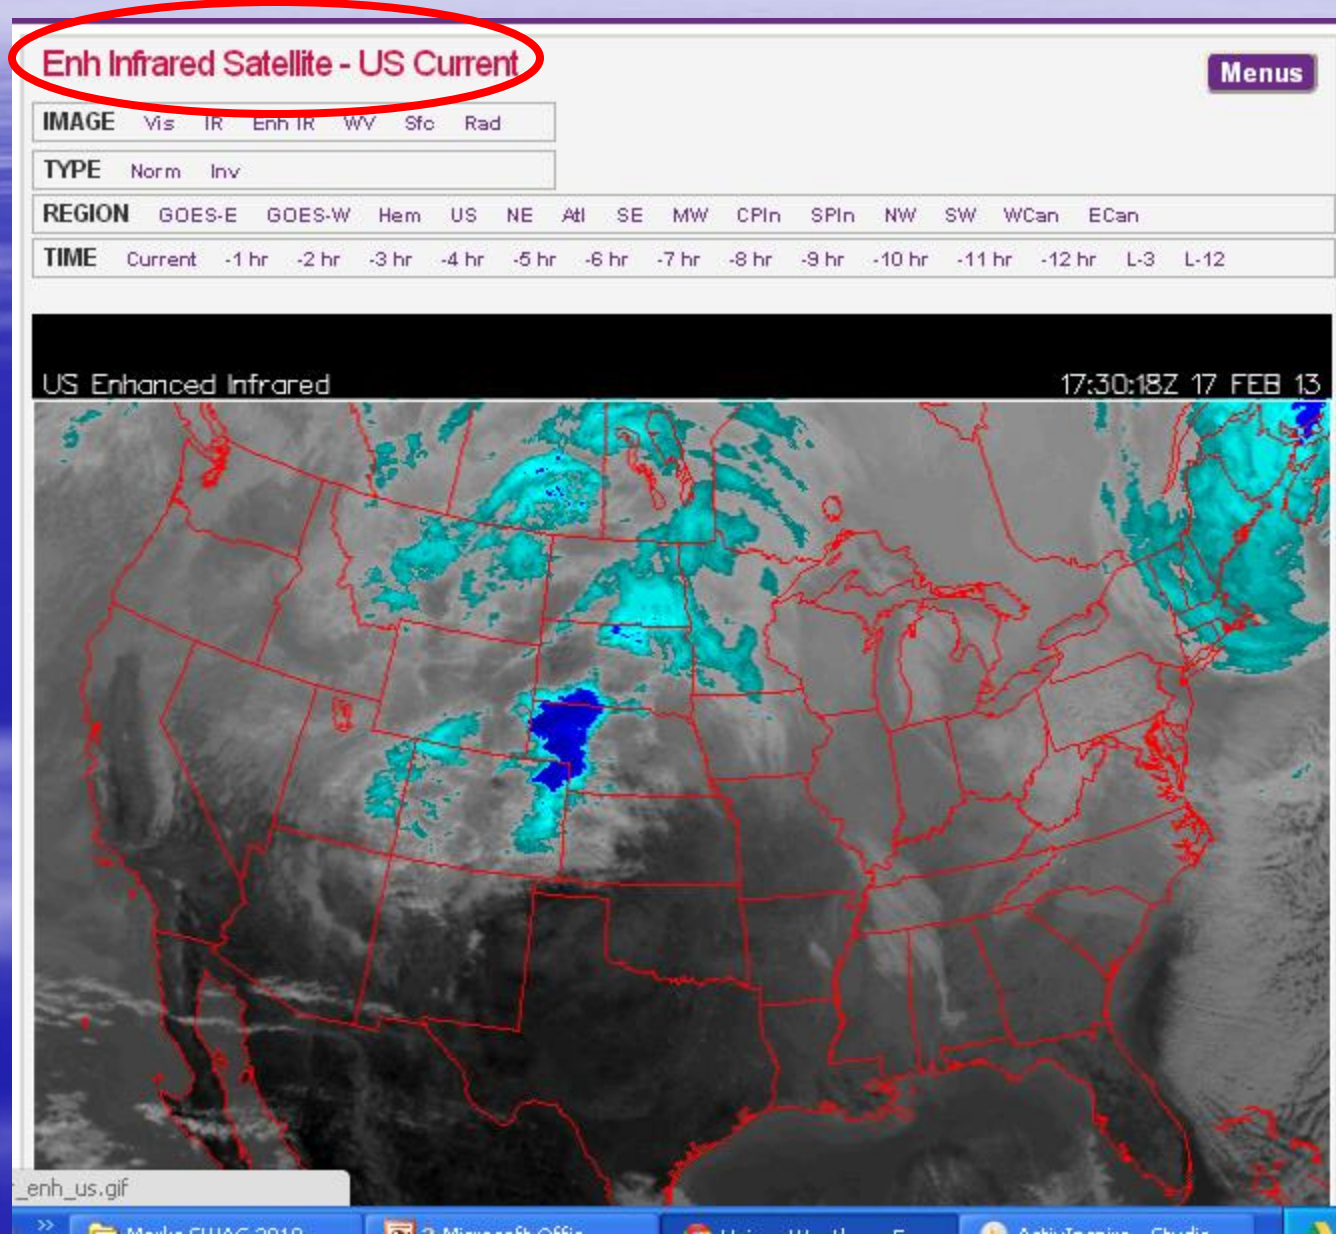 Enh Infrared Satellite - US Current
Menus
IMAGE Vis IR Enh IR WV Sfc Rad
TYPE Norm Inv
REGION GOES-E GOES-W Hem US NE Atl SE MW CPln SPln NW SW WCan ECan
TIME Current -1 hr -2 hr -3 hr -4 hr -5 hr -6 hr -7 hr -8 hr -9 hr -10 hr -11 hr -12 hr L-3 L-12
US Enhanced Infrared 17:30:18Z 17 FEB 13
_enh_us.gif